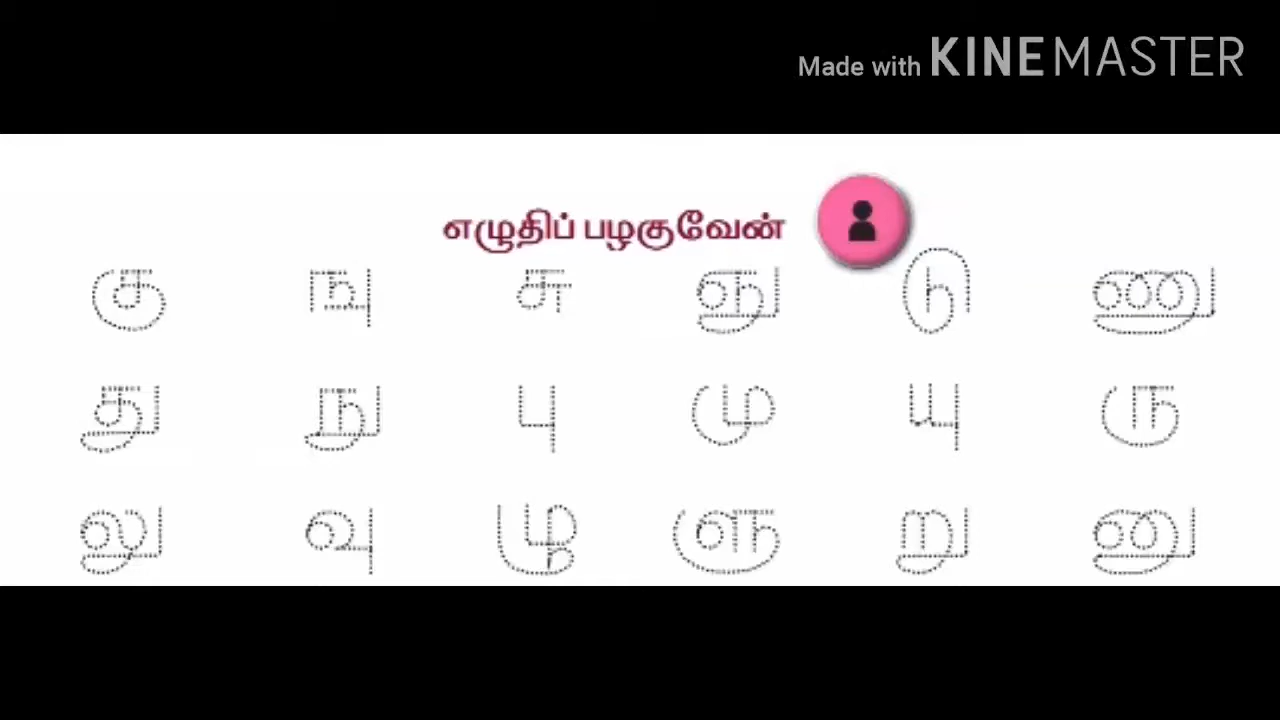 Made with KINEMASTER
எழுதிப் பழகுவேன்
கு ஙு சு ஞு டு ணு
து நு பு மு யு ரு
லு வு ழு ளு று னு